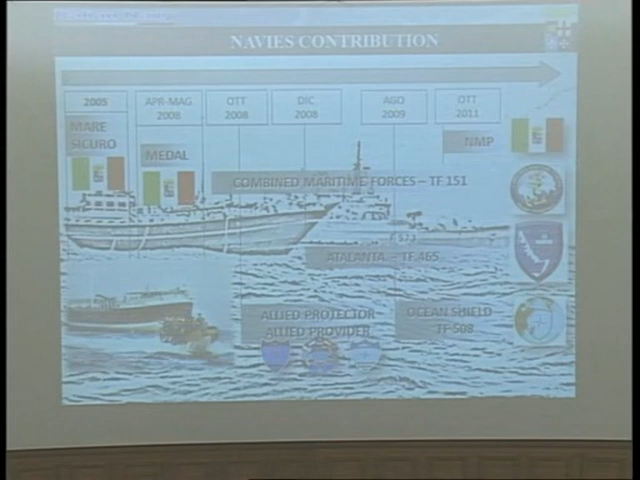 NAVIES CONTRIBUTION
2005
APR-MAG
2008
OTT
2008
DIC
2008
AGO
2009
OTT
2011
MARE
SICURO
MEDAL
NMP
COMBINED MARITIME FORCES – TF 151
F 573
ATALANTA – TF 465
ALLIED PROTECTOR
ALLIED PROVIDER
OCEAN SHIELD
TF-508